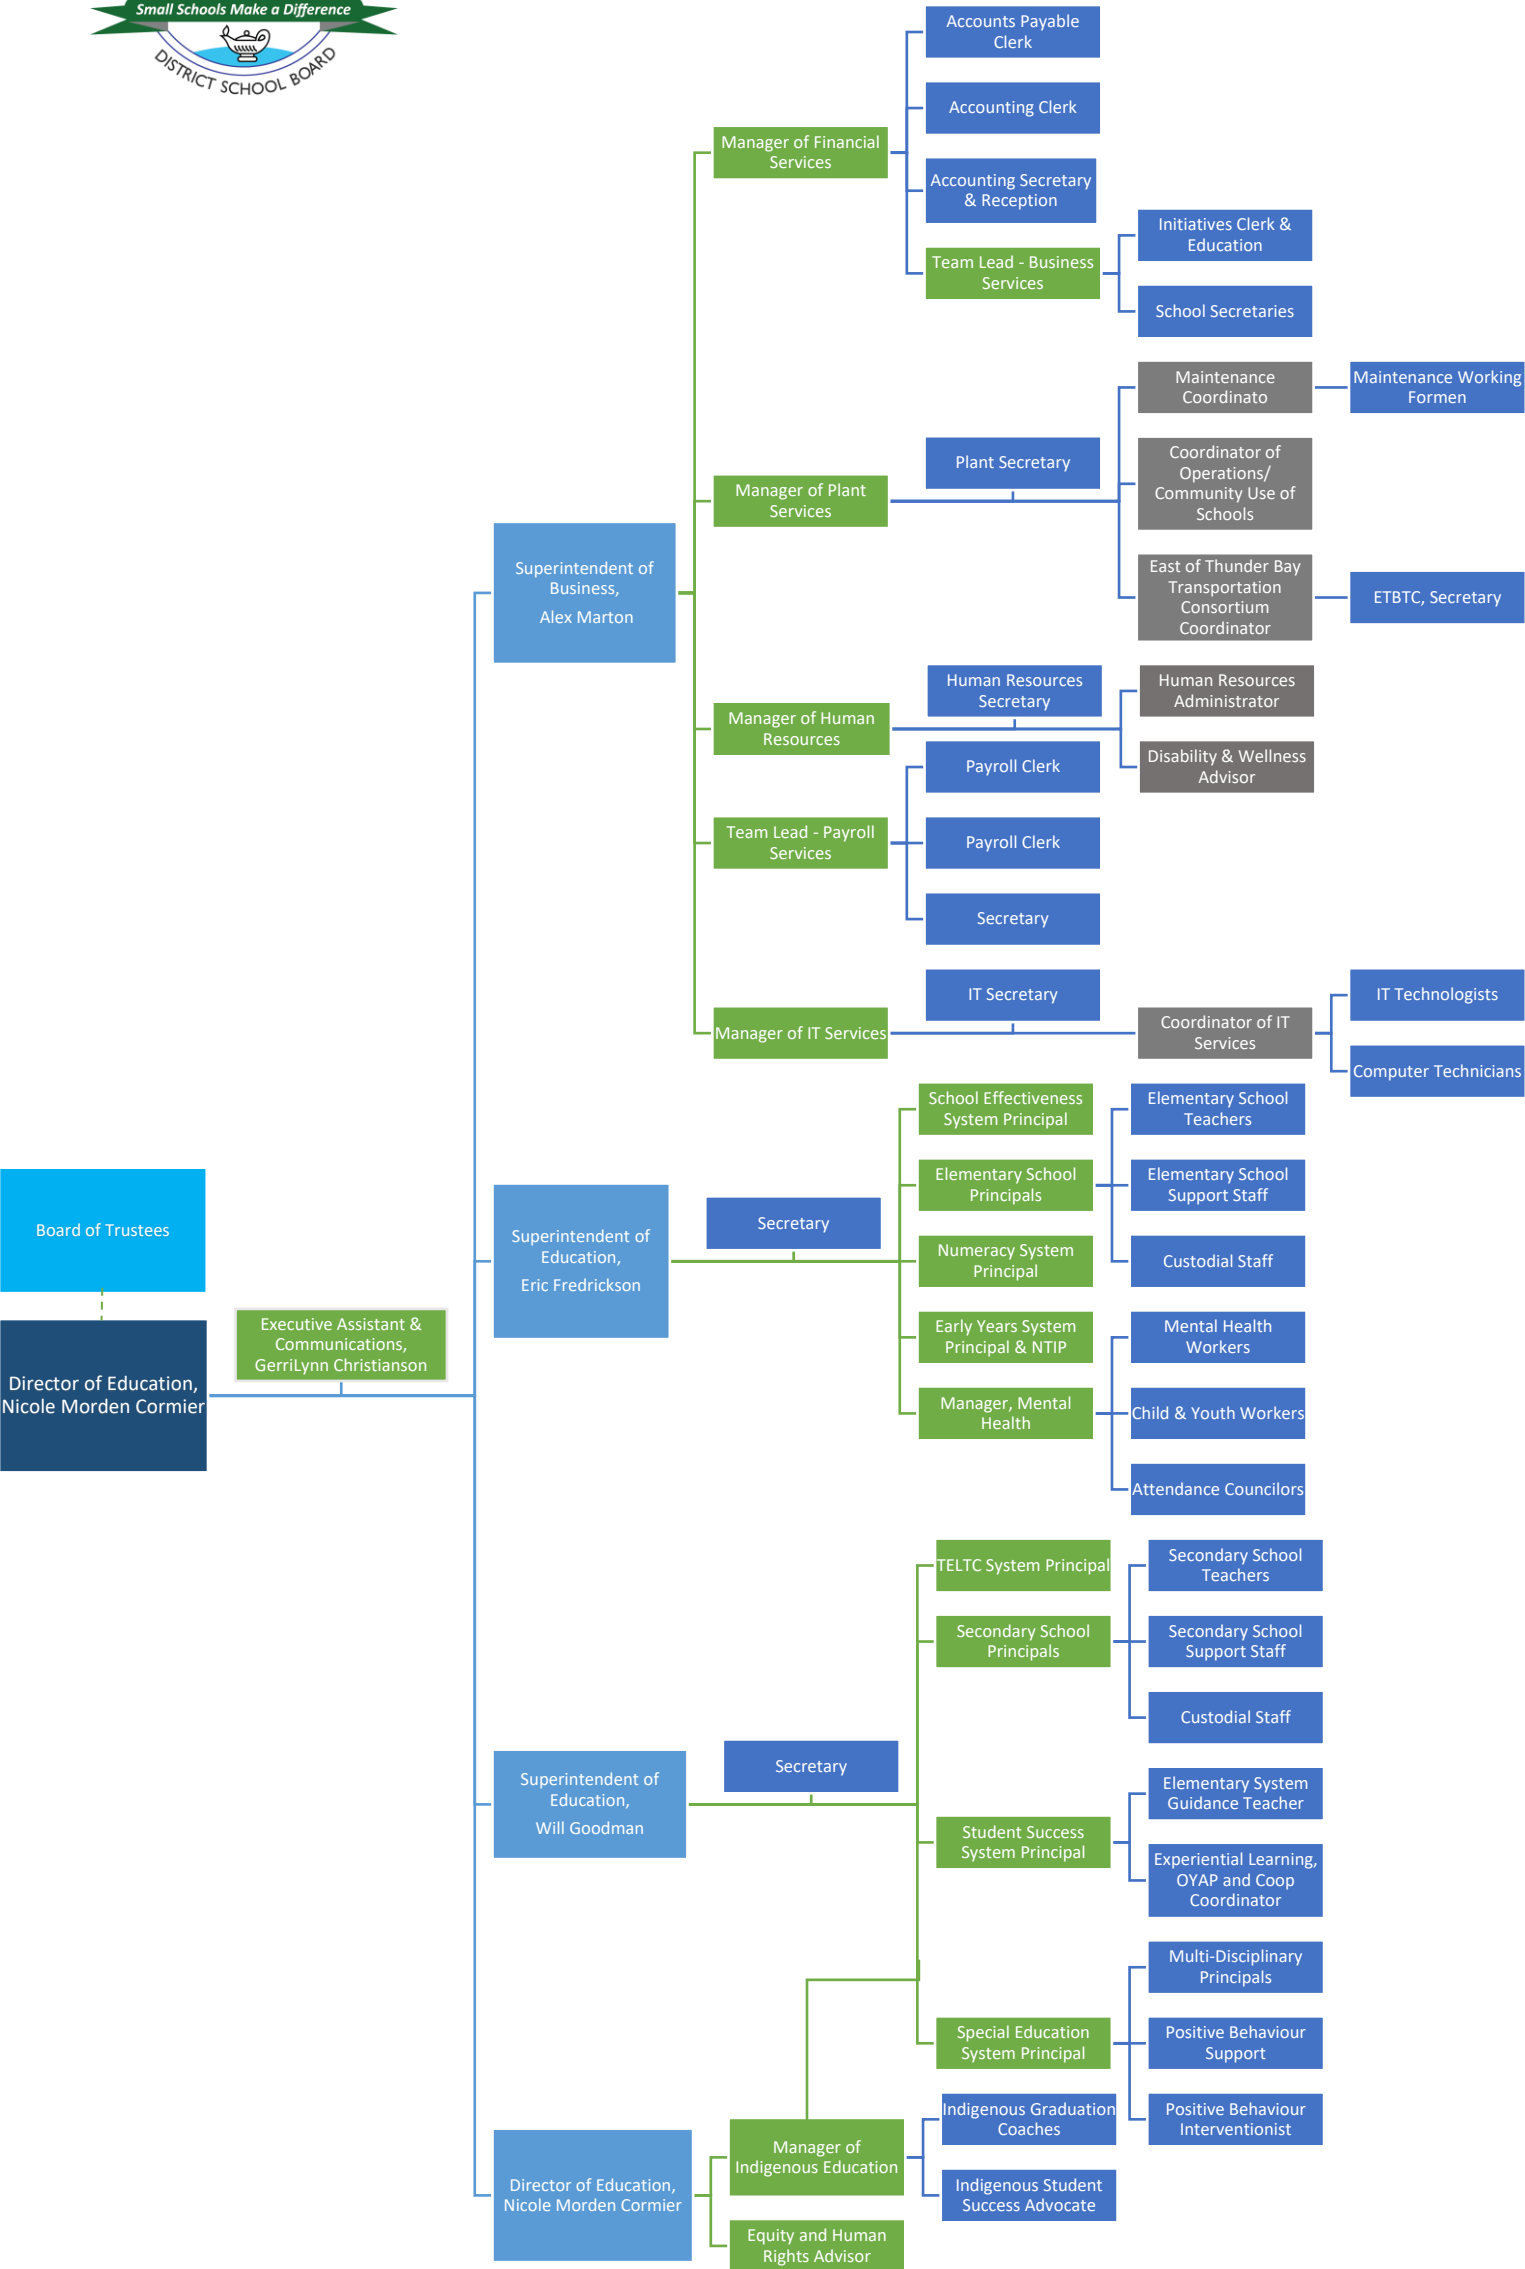 Small Schools Make a Difference
DISTRICT SCHOOL BOARD
Accounts Payable
Clerk
Accounting Clerk
Manager of Financial
Services
Accounting Secretary
& Reception
Team Lead - Business
Services
Initiatives Clerk &
Education
School Secretaries
Maintenance
Coordinato
Maintenance Working
Formen
Plant Secretary
Manager of Plant
Services
Coordinator of
Operations/
Community Use of
Schools
East of Thunder Bay
Transportation
Consortium
Coordinator
ETBTC, Secretary
Superintendent of
Business,
Alex Marton
Human Resources
Secretary
Manager of Human
Resources
Human Resources
Administrator
Disability & Wellness
Advisor
Payroll Clerk
Team Lead - Payroll
Services
Payroll Clerk
Secretary
IT Secretary
Manager of IT Services
Coordinator of IT
Services
IT Technologists
Computer Technicians
School Effectiveness
System Principal
Elementary School
Principals
Numeracy System
Principal
Early Years System
Principal & NTIP
Manager, Mental
Health
Elementary School
Teachers
Elementary School
Support Staff
Custodial Staff
Mental Health
Workers
Child & Youth Workers
Attendance Councilors
Secretary
Superintendent of
Education,
Eric Fredrickson
Board of Trustees
Executive Assistant &
Communications,
GerriLynn Christianson
Director of Education,
Nicole Morden Cormier
TELTC System Principal
Secondary School
Principals
Secondary School
Teachers
Secondary School
Support Staff
Custodial Staff
Secretary
Superintendent of
Education,
Will Goodman
Student Success
System Principal
Elementary System
Guidance Teacher
Experiential Learning,
OYAP and Coop
Coordinator
Special Education
System Principal
Multi-Disciplinary
Principals
Positive Behaviour
Support
Positive Behaviour
Interventionist
Director of Education,
Nicole Morden Cormier
Manager of
Indigenous Education
Indigenous Graduation
Coaches
Indigenous Student
Success Advocate
Equity and Human
Rights Advisor